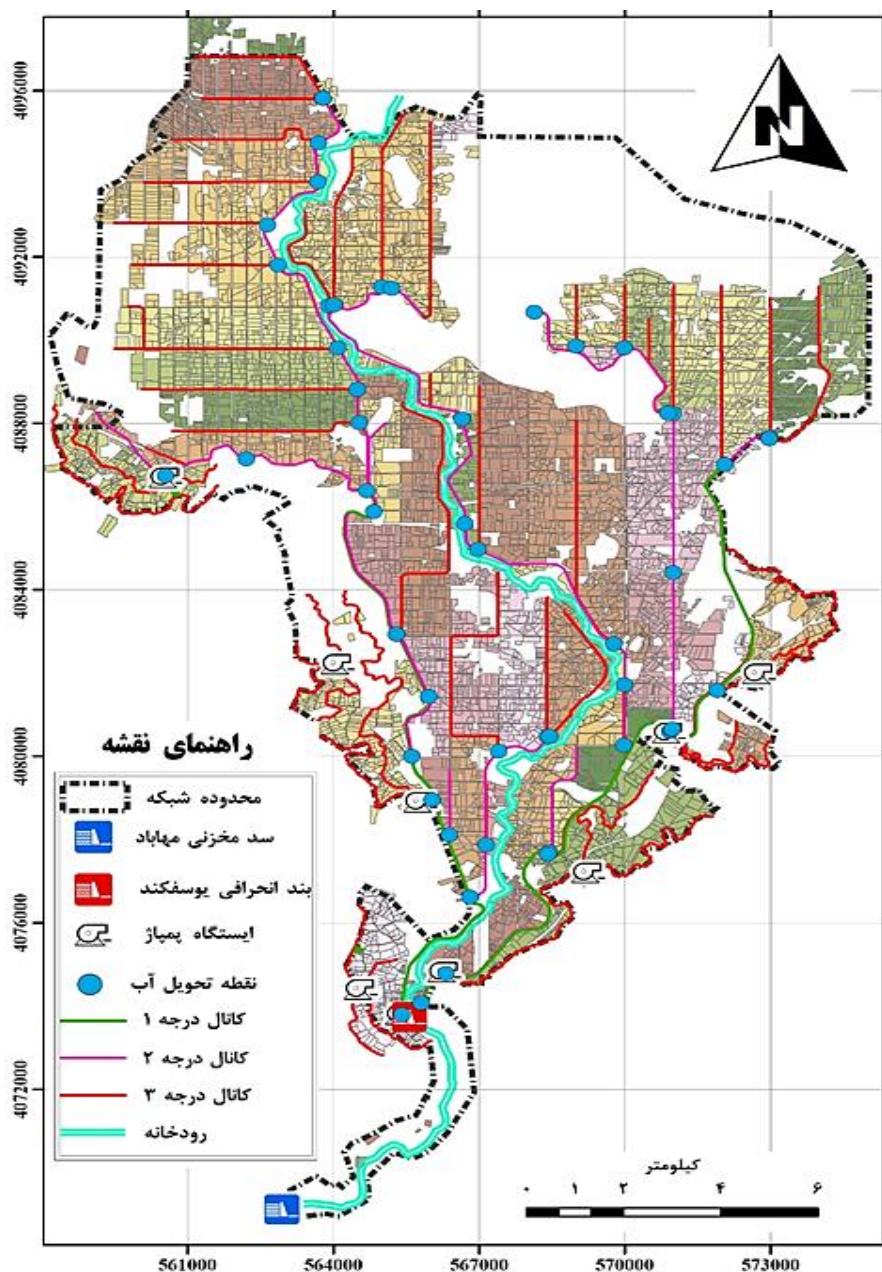 4096000
4092000
4088000
4084000
4080000
4076000
4072000
N
راهنمای نقشه
محدوده شبکه
سد مخزنی مهاباد
بند انحرافی یوسفکند
ایستگاه پمپاژ
نقطه تحویل آب
کانال درجه ۱
کانال درجه ۲
کانال درجه ۳
رودخانه
کیلومتر
۰ ۱ ۲ ۴ ۶
561000 564000 567000 570000 573000